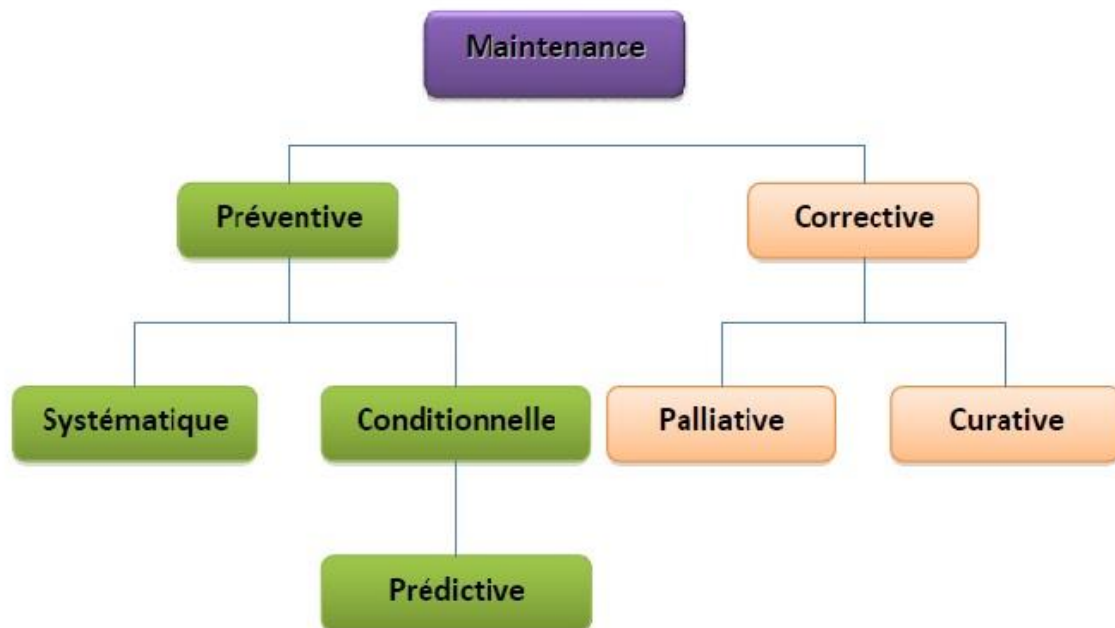 Maintenance
Préventive
Corrective
Systématique
Conditionnelle
Palliative
Curative
Prédictive